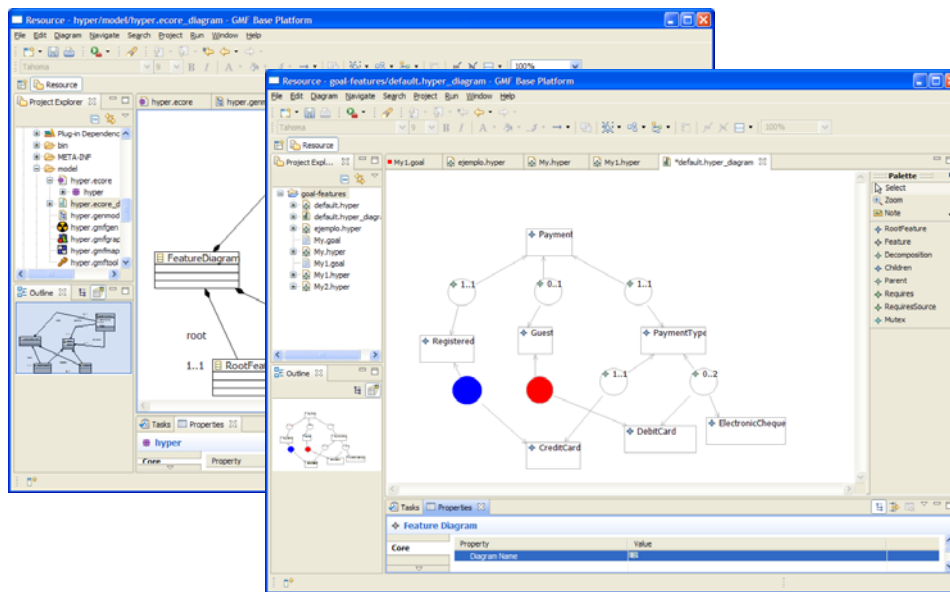 Resource - hyper/model/hyper.ecore_diagram - GMF Base Platform
File Edit Diagram Navigate Search Project Run Window Help
100%
Tahoma 9 B I A
Resource
Project Explorer
hyper.ecore
hyper.genm
Plug-in Dependenc
bin
META-INF
model
hyper.ecore
hyper
hyper.ecore_d
hyper.genmod
hyper.gmfgen
hyper.gmfgrap
hyper.gmfmap
hyper.gmftool
Outline
FeatureDiagram
root
1..1
RootFea
Tasks Properties
hyper
Core
Property
Resource - goal-features/default.hyper_diagram - GMF Base Platform
File Edit Diagram Navigate Search Project Run Window Help
Tahoma 9 B I A 100%
Resource
Project Expl...
My1.goal ejemplo.hyper My.hyper My1.hyper *default.hyper_diagram
goal-features
default.hyper
default.hyper_diagr
ejemplo.hyper
My.goal
My.hyper
My1.goal
My1.hyper
My2.hyper
Outline
Payment
1..1 0..1 1..1
Registered Guest PaymentType
1..1 0..2
CreditCard DebitCard ElectronicCheque
Palette
Select
Zoom
Note
RootFeature
Feature
Decomposition
Children
Parent
Requires
RequiresSource
Mutex
Tasks Properties
Feature Diagram
Core
Property Value
Diagram Name